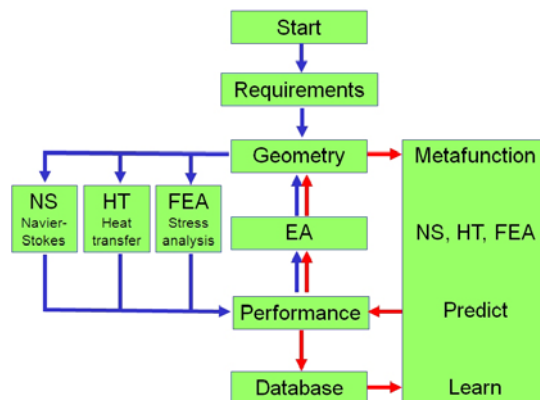 Start
Requirements
Geometry
Metafunction
NS
Navier-
Stokes
HT
Heat
transfer
FEA
Stress
analysis
EA
NS, HT, FEA
Performance
Predict
Database
Learn